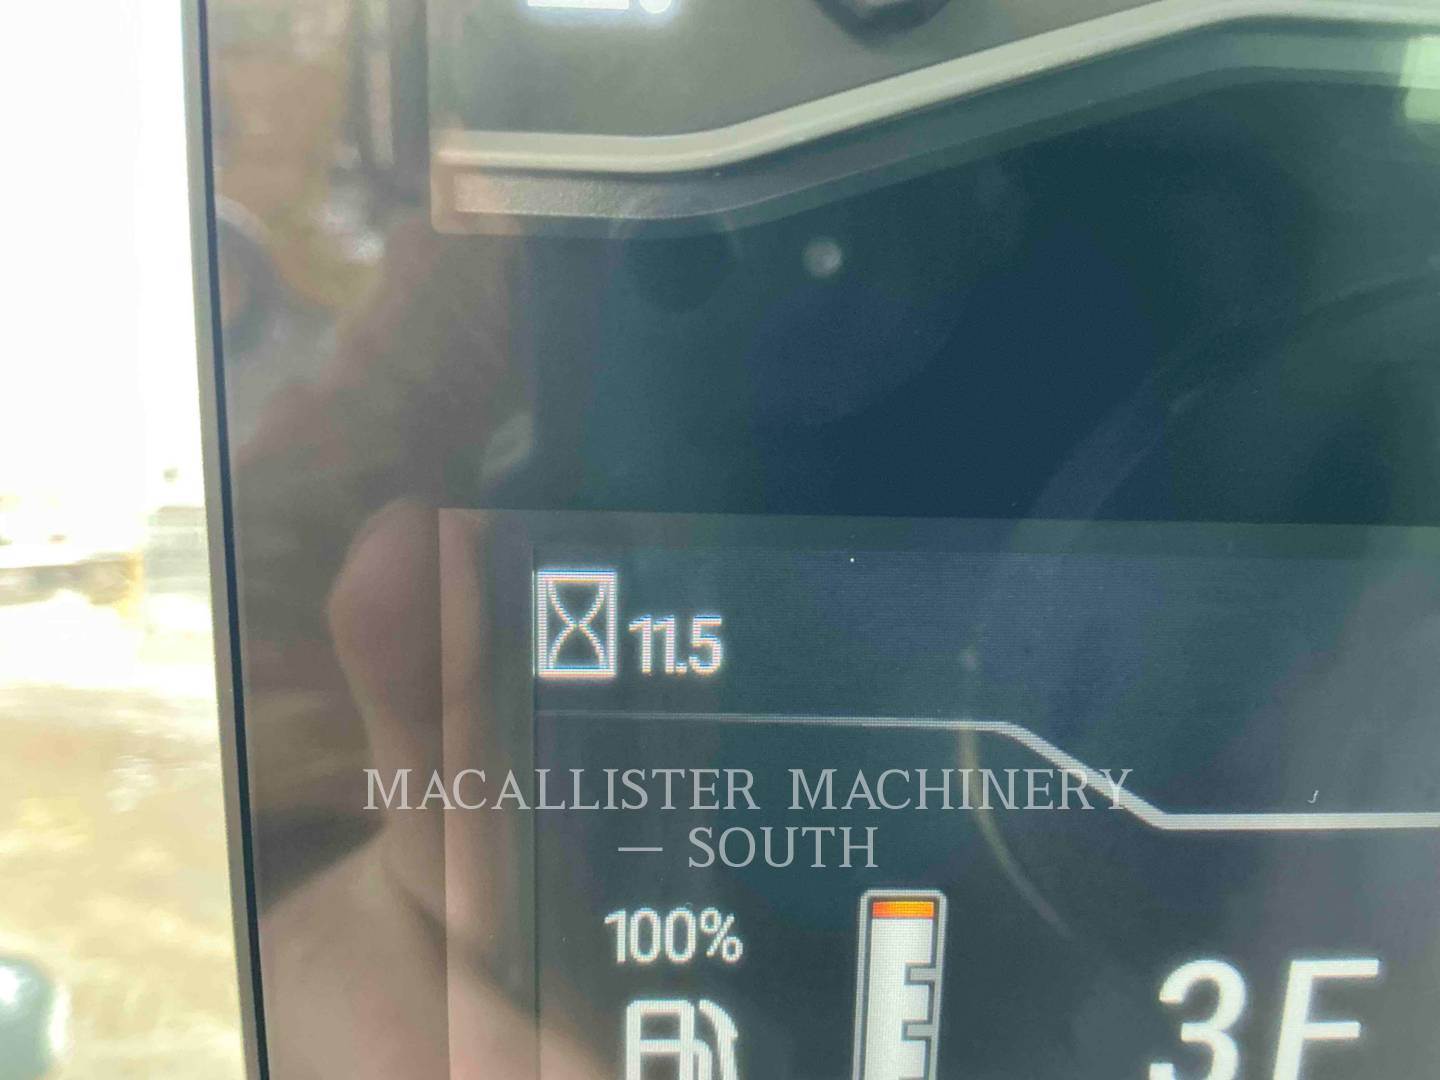 11.5
MACALLISTER MACHINERY
— SOUTH
100%
3F